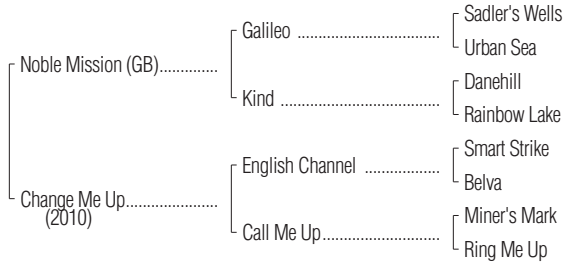 Sadler's Wells
Galileo ........................
Urban Sea
Noble Mission (GB)..............
Danehill
Kind ...........................
Rainbow Lake
Smart Strike
English Channel ................
Belva
Change Me Up....................
(2010)
Miner's Mark
Call Me Up......................
Ring Me Up